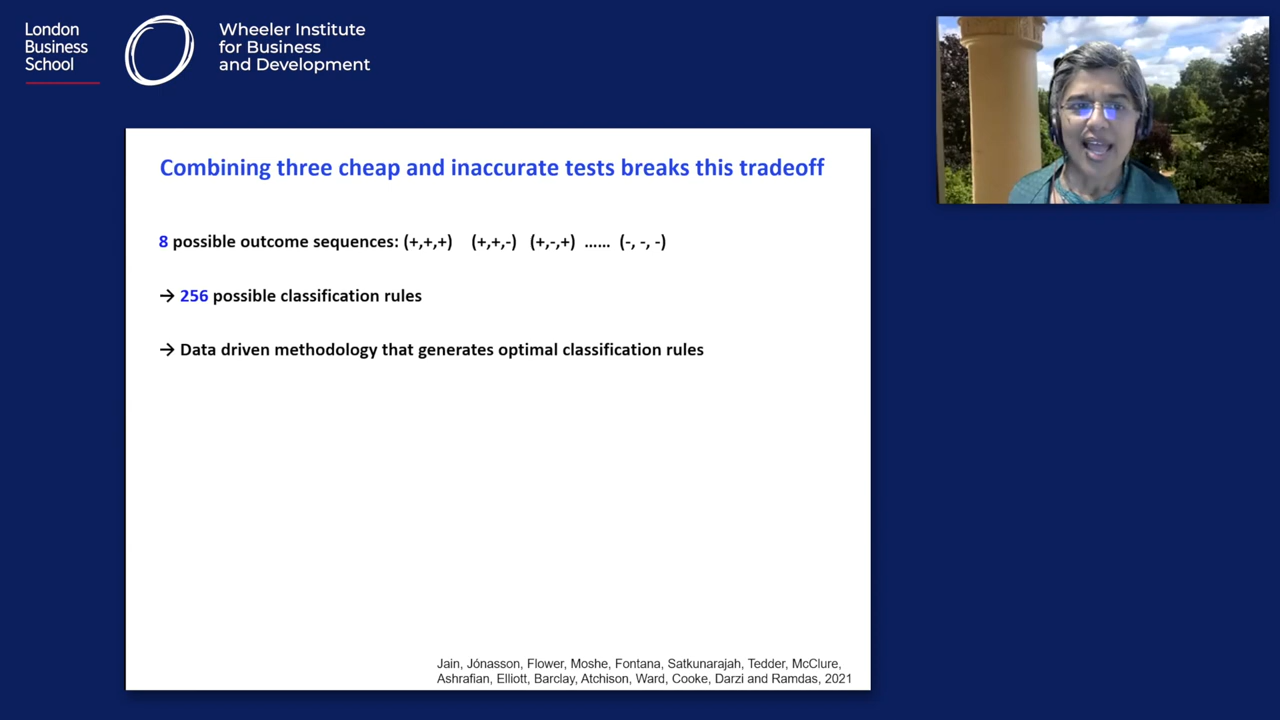 London
Business
School
Wheeler Institute
for Business
and Development
Combining three cheap and inaccurate tests breaks this tradeoff
8 possible outcome sequences: (+,+,+) (+,+,-) (+,-,+) ...... (-, -, -)
→ 256 possible classification rules
→ Data driven methodology that generates optimal classification rules
Jain, Jónasson, Flower, Moshe, Fontana, Satkunarajah, Tedder, McClure,
Ashrafian, Elliott, Barclay, Atchison, Ward, Cooke, Darzi and Ramdas, 2021